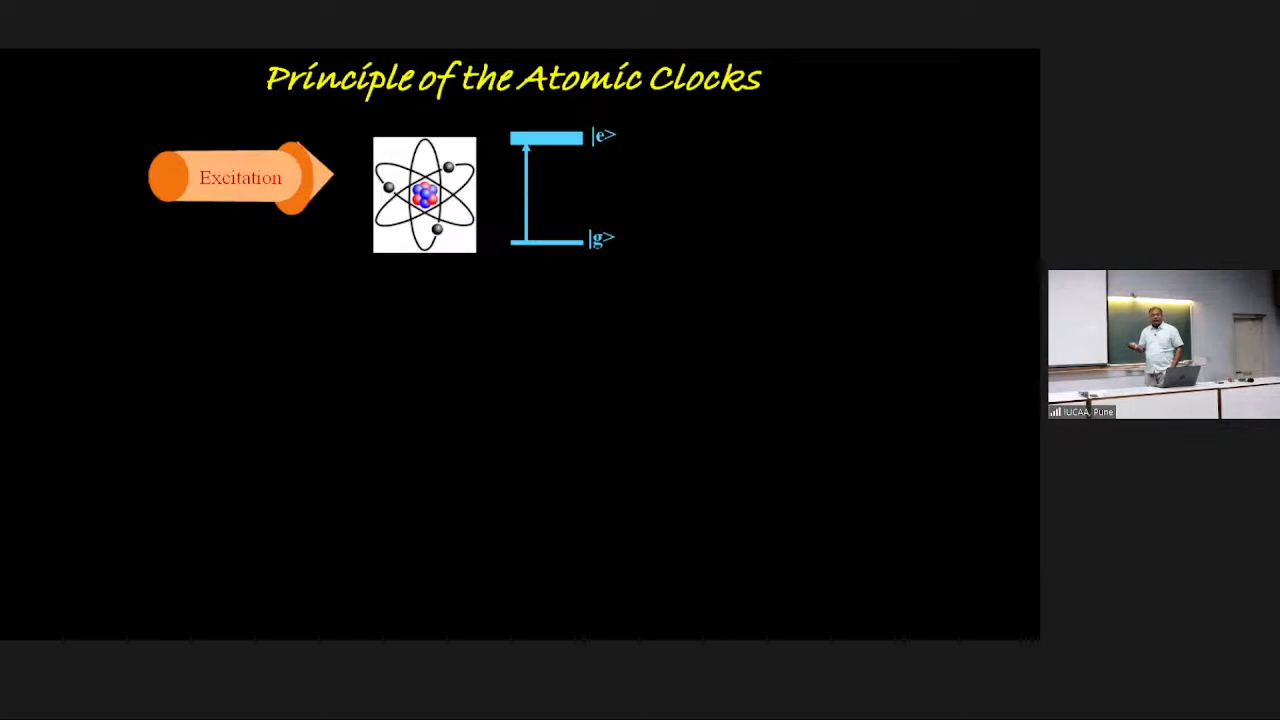 Principle of the Atomic Clocks
Excitation
|e>
|g>
IUCAA, Pune